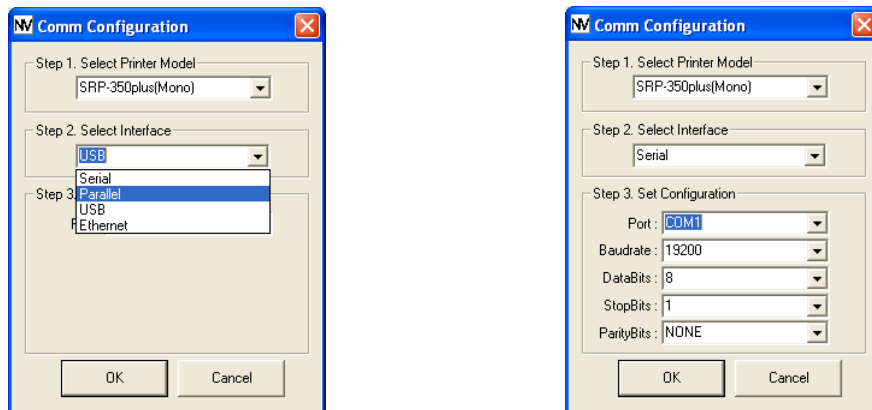 NV Comm Configuration
Step 1. Select Printer Model
SRP-350plus(Mono)
Step 2. Select Interface
USB
Serial
Step 3. Parallel
USB
Ethernet
OK Cancel
NV Comm Configuration
Step 1. Select Printer Model
SRP-350plus(Mono)
Step 2. Select Interface
Serial
Step 3. Set Configuration
Port : COM1
Baudrate : 19200
DataBits : 8
StopBits : 1
ParityBits : NONE
OK Cancel